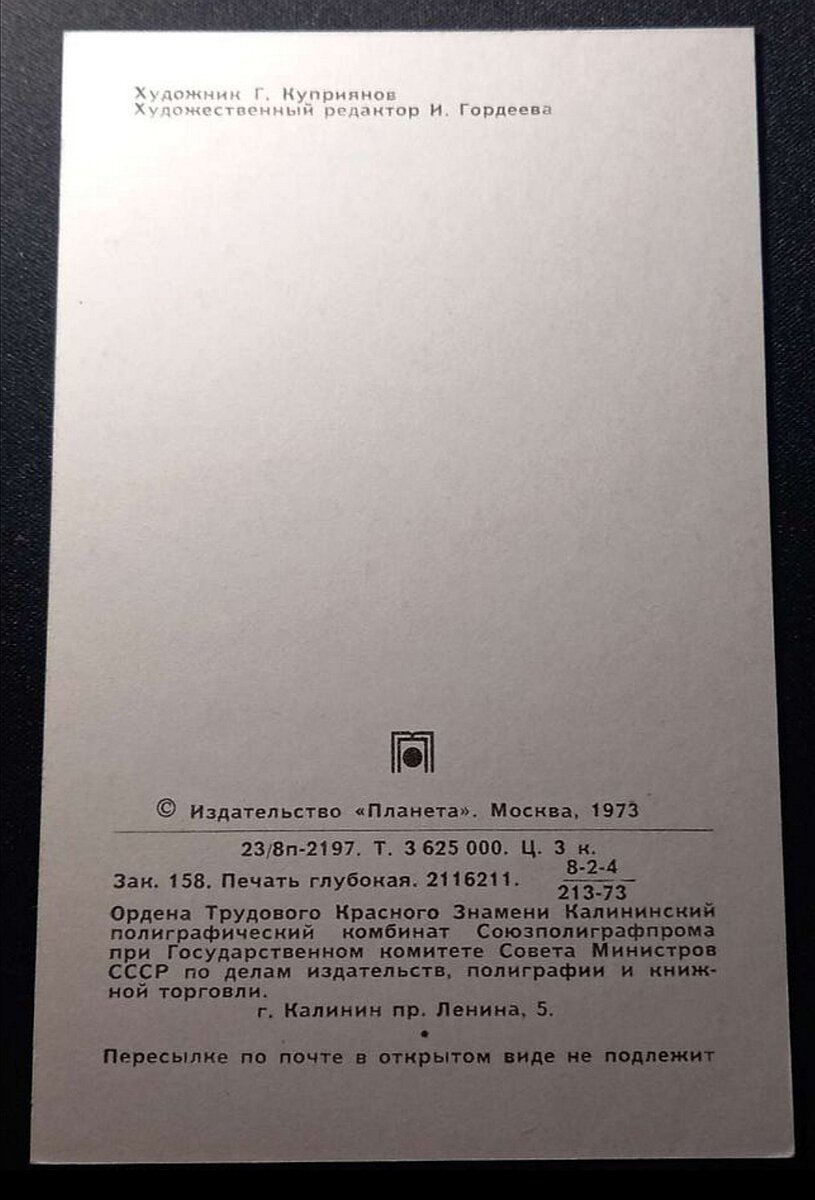 Художник Г. Куприянов
Художественный редактор И. Гордеева
© Издательство «Планета». Москва, 1973
23/8п-2197. Т. 3 625 000. Ц. 3 к.
Зак. 158. Печать глубокая. 2116211. 8-2-4
213-73
Ордена Трудового Красного Знамени Калининский
полиграфический комбинат Союзполиграфпрома
при Государственном комитете Совета Министров
СССР по делам издательств, полиграфии и книж-
ной торговли.
г. Калинин пр. Ленина, 5.
•
Пересылке по почте в открытом виде не подлежит